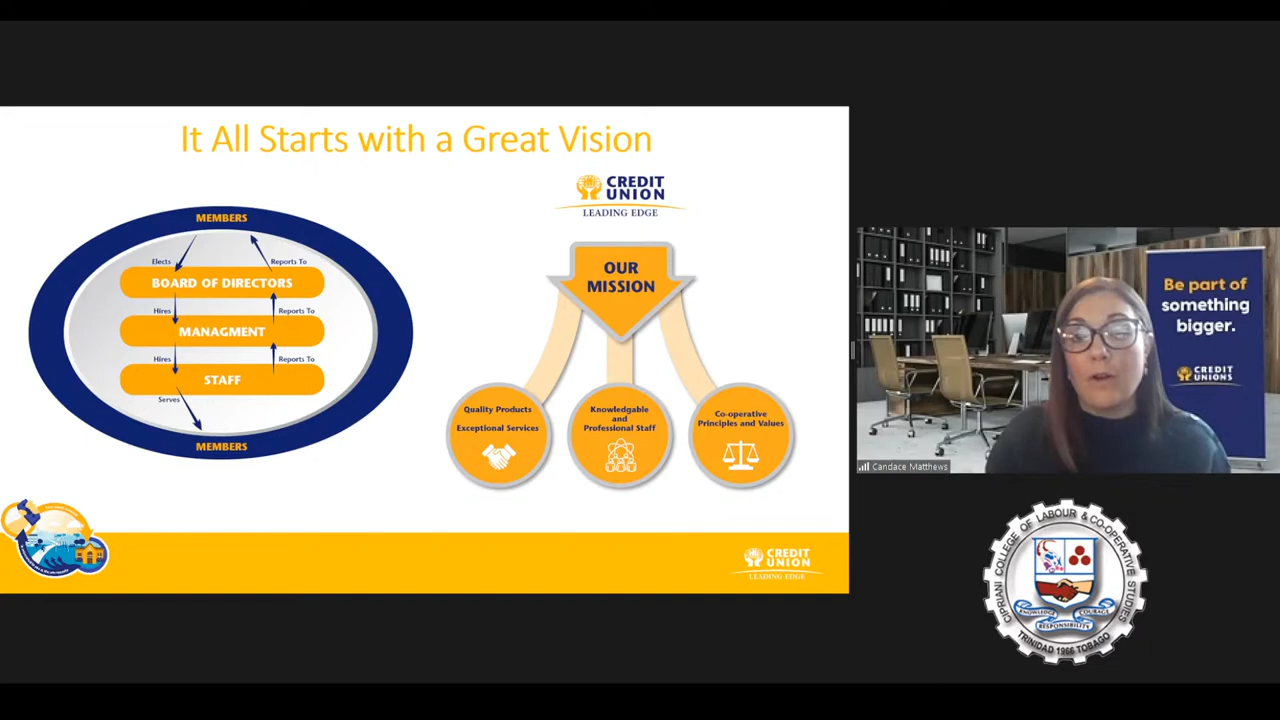 It All Starts with a Great Vision
MEMBERS
Elects
Reports To
BOARD OF DIRECTORS
Hires
Reports To
MANAGMENT
Hires
Reports To
STAFF
Serves
MEMBERS
CREDIT
UNION
LEADING EDGE
OUR
MISSION
Quality Products
Exceptional Services
Knowledgable
and
Professional Staff
Co-operative
Principles and Values
CREDIT
UNION
LEADING EDGE
Be part of
something
bigger.
CREDIT
UNIONS
Candace Matthews
CIPRIANI COLLEGE OF LABOUR & CO-OPERATIVE STUDIES
KNOWLEDGE
COURAGE
RESPONSIBILITY
TRINIDAD 1966 TOBAGO